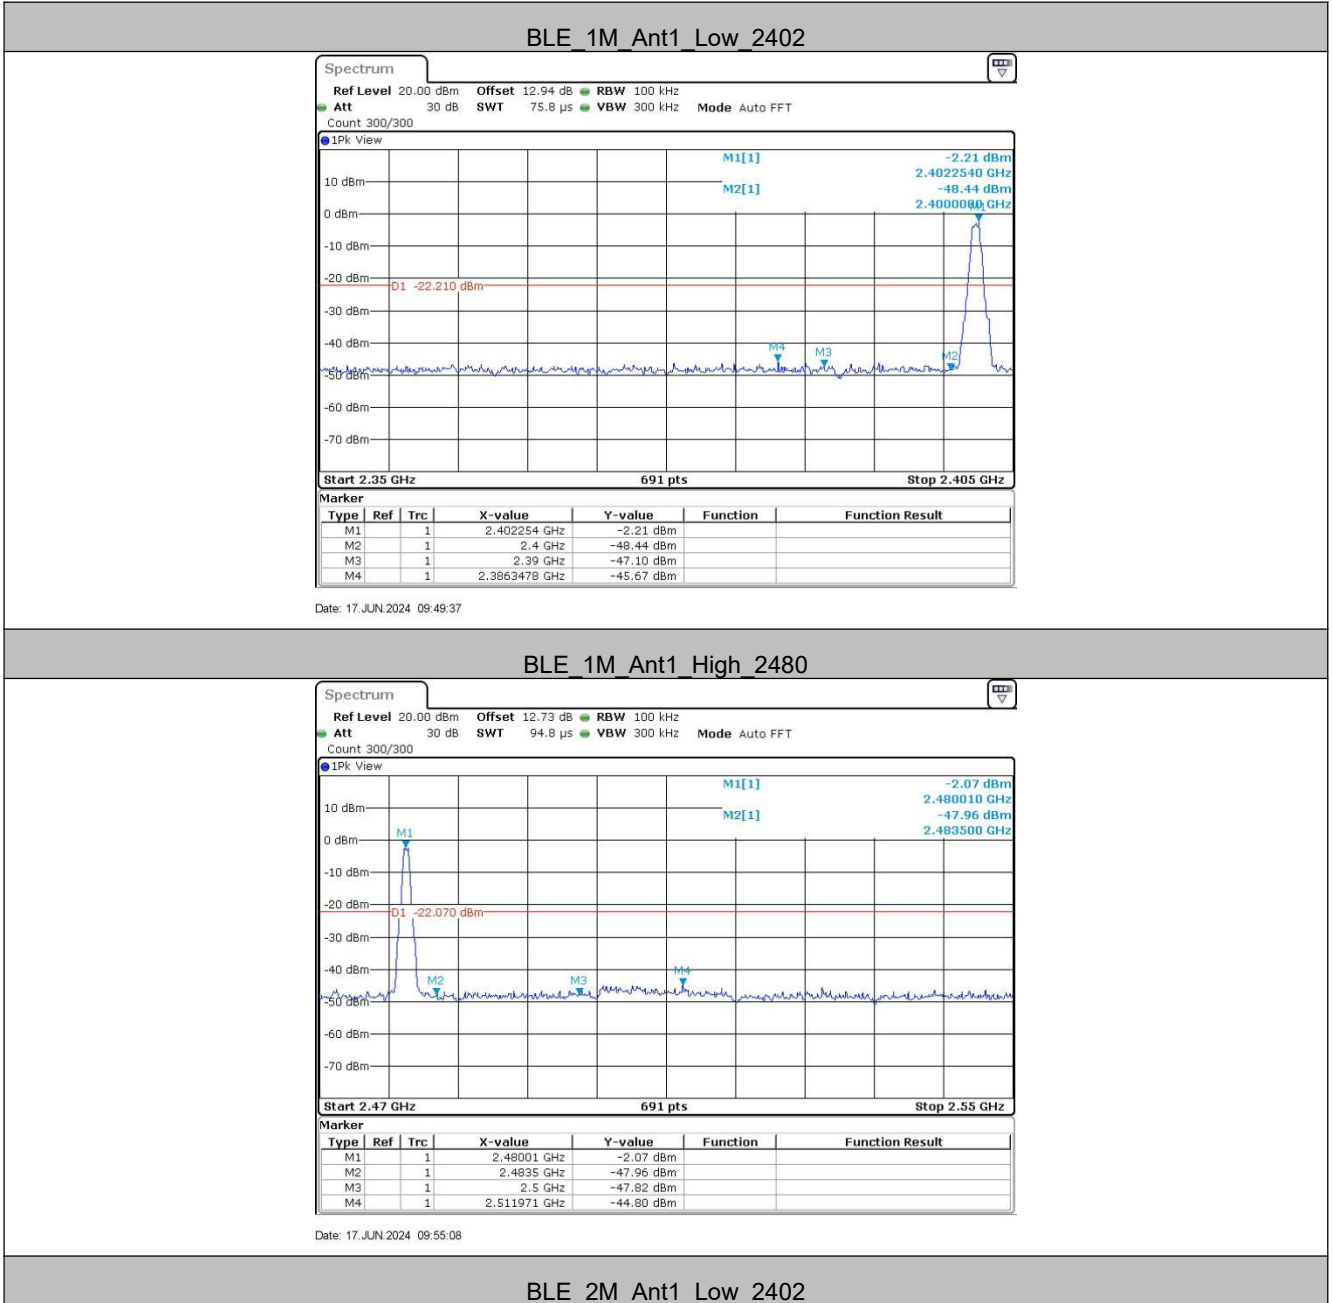 BLE_1M_Ant1_Low_2402
Spectrum
Ref Level 20.00 dBm Offset 12.94 dB RBW 100 kHz
Att 30 dB SWT 75.8 µs VBW 300 kHz Mode Auto FFT
Count 300/300
1Pk View
M1[1] -2.21 dBm
2.4022540 GHz
10 dBm
M2[1] -48.44 dBm
2.4000000 GHz
M1
0 dBm
-10 dBm
-20 dBm
D1 -22.210 dBm
-30 dBm
-40 dBm
M4 M3 M2
-50 dBm
-60 dBm
-70 dBm
Start 2.35 GHz 691 pts Stop 2.405 GHz
Marker
Type Ref Trc X-value Y-value Function Function Result
M1 1 2.402254 GHz -2.21 dBm
M2 1 2.4 GHz -48.44 dBm
M3 1 2.39 GHz -47.10 dBm
M4 1 2.3863478 GHz -45.67 dBm
Date: 17.JUN.2024 09:49:37
BLE_1M_Ant1_High_2480
Spectrum
Ref Level 20.00 dBm Offset 12.73 dB RBW 100 kHz
Att 30 dB SWT 94.8 µs VBW 300 kHz Mode Auto FFT
Count 300/300
1Pk View
M1[1] -2.07 dBm
2.480010 GHz
10 dBm
M2[1] -47.96 dBm
2.483500 GHz
M1
0 dBm
-10 dBm
-20 dBm
D1 -22.070 dBm
-30 dBm
-40 dBm
M2 M3 M4
-50 dBm
-60 dBm
-70 dBm
Start 2.47 GHz 691 pts Stop 2.55 GHz
Marker
Type Ref Trc X-value Y-value Function Function Result
M1 1 2.48001 GHz -2.07 dBm
M2 1 2.4835 GHz -47.96 dBm
M3 1 2.5 GHz -47.82 dBm
M4 1 2.511971 GHz -44.80 dBm
Date: 17.JUN.2024 09:55:08
BLE_2M_Ant1_Low_2402